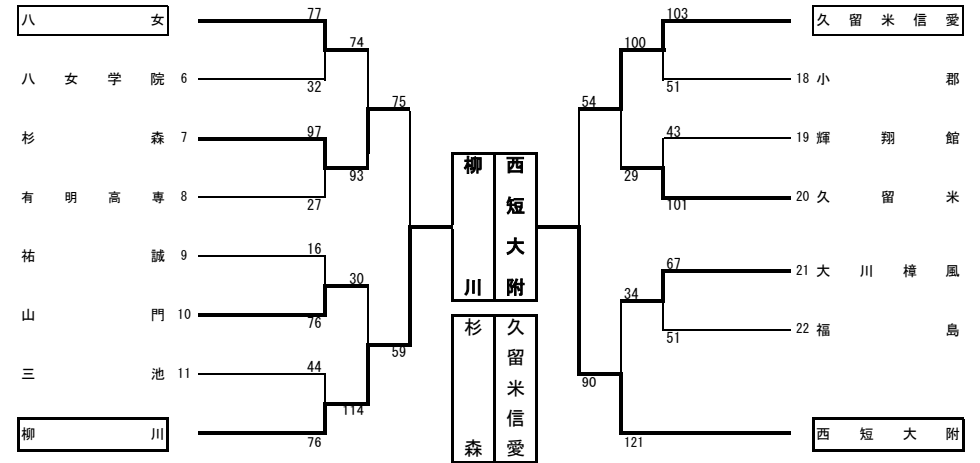 八女 77 103 久留米信愛
74 100
八女学院 6 32 51 18 小郡
75 54
杉森 7 97 43 19 輝翔館
93 29
有明高専 8 27 101 20 久留米
柳川 西短大附
祐誠 9 16 67 21 大川樟風
30 34
山門 10 76 51 22 福島
杉森 久留米信愛
59 90
三池 11 44
114
柳川 76 121 西短大附